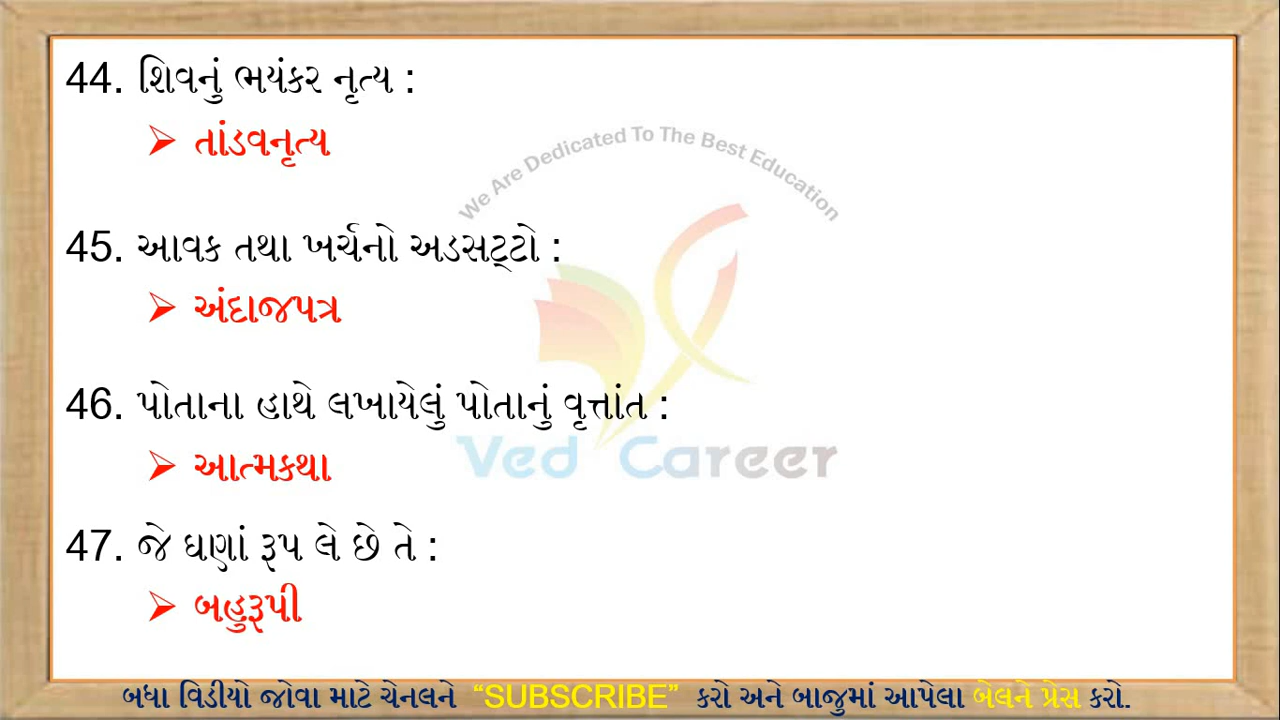 44. શિવનું ભયંકર નૃત્ય :
➢ તાંડવનૃત્ય
We Are Dedicated To The Best Education
45. આવક તથા ખર્ચનો અડસટ્ટો :
➢ અંદાજપત્ર
46. પોતાના હાથે લખાયેલું પોતાનું વૃત્તાંત :
Ved Career
➢ આત્મકથા
47. જે ઘણાં રૂપ લે છે તે :
➢ બહુરૂપી
બધા વિડીયો જોવા માટે ચેનલને “SUBSCRIBE” કરો અને બાજુમાં આપેલા બેલને પ્રેસ કરો.